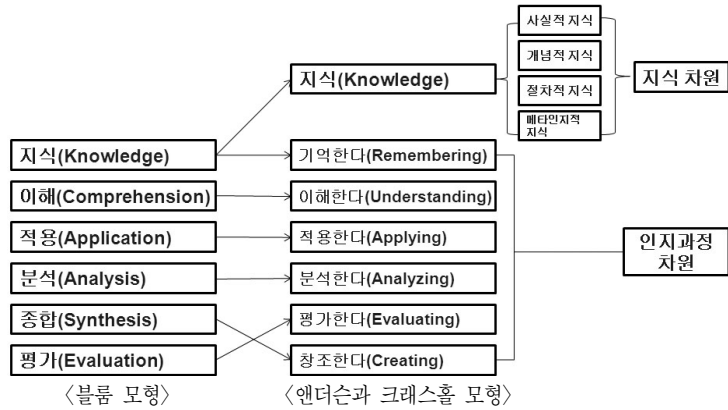 사실적 지식
개념적 지식
절차적 지식
메타인지적
지식
지식 차원
지식(Knowledge)
지식(Knowledge)
이해(Comprehension)
적용(Application)
분석(Analysis)
종합(Synthesis)
평가(Evaluation)
〈블룸 모형〉
기억한다(Remembering)
이해한다(Understanding)
적용한다(Applying)
분석한다(Analyzing)
평가한다(Evaluating)
창조한다(Creating)
〈앤더슨과 크래스홀 모형〉
인지과정
차원